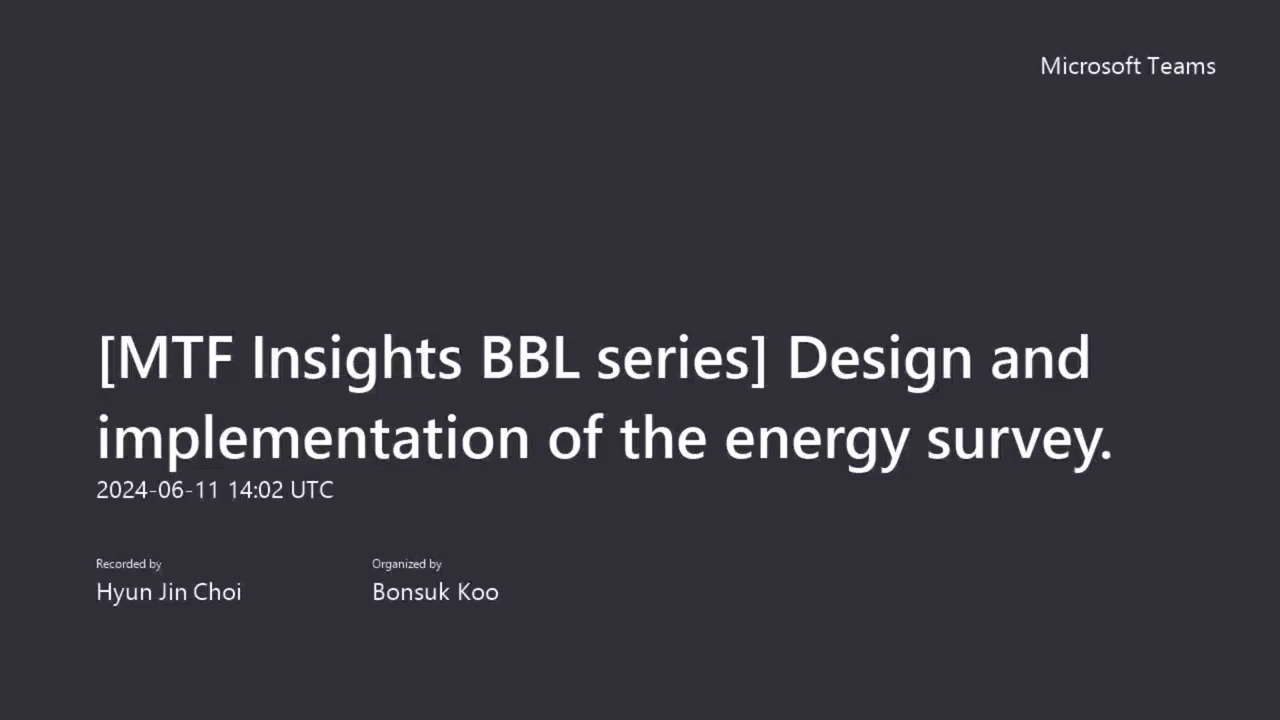 Microsoft Teams
[MTF Insights BBL series] Design and
implementation of the energy survey.
2024-06-11 14:02 UTC
Recorded by
Hyun Jin Choi
Organized by
Bonsuk Koo